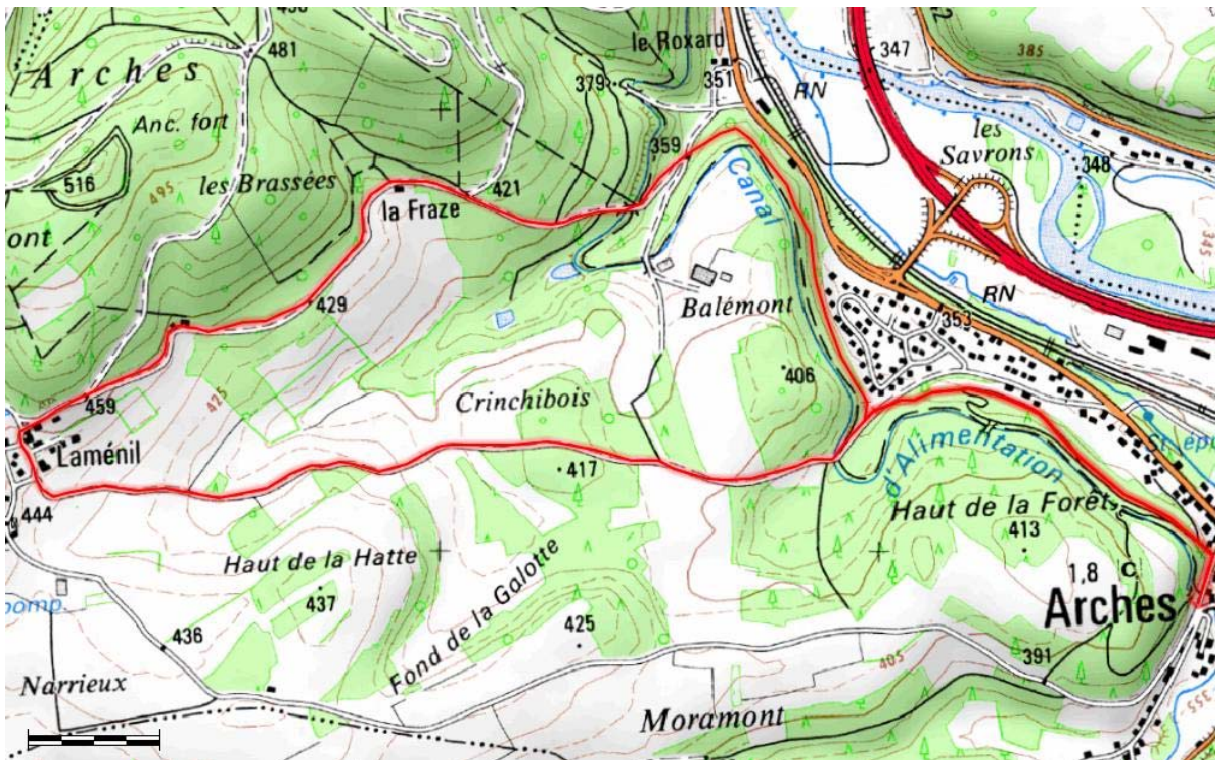 481
Arches
Anc. fort
516
495
ont
les Brassées
la Fraze
421
429
le Roxard
379
351
359
RN
347
385
les
Savrons
348
345
Canal
Balémont
353
RN
406
459
425
Laménil
Crinchibois
417
444
d'Alimentation
Haut de la Forêt
413
1,8
C
Arches
Haut de la Hatte
437
Fond de la Galotte
425
436
Narrieux
Moramont
405
391
355